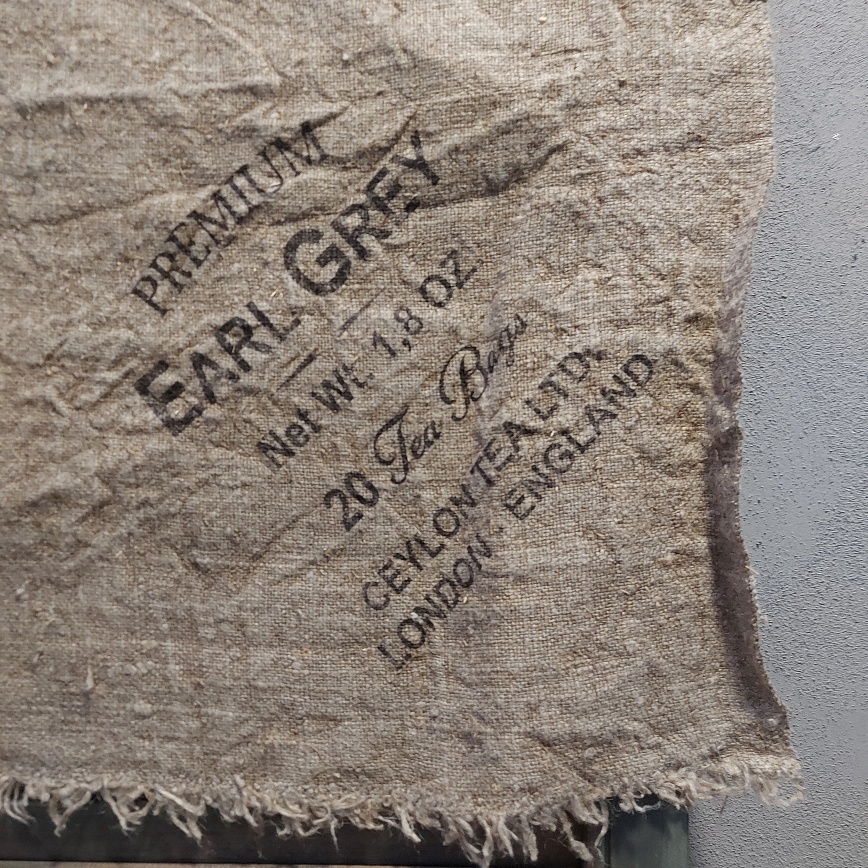 PREMIUM
EARL GREY
Net Wt. 1,8 OZ
20 Tea Bags
CEYLON TEA LTD.
LONDON - ENGLAND